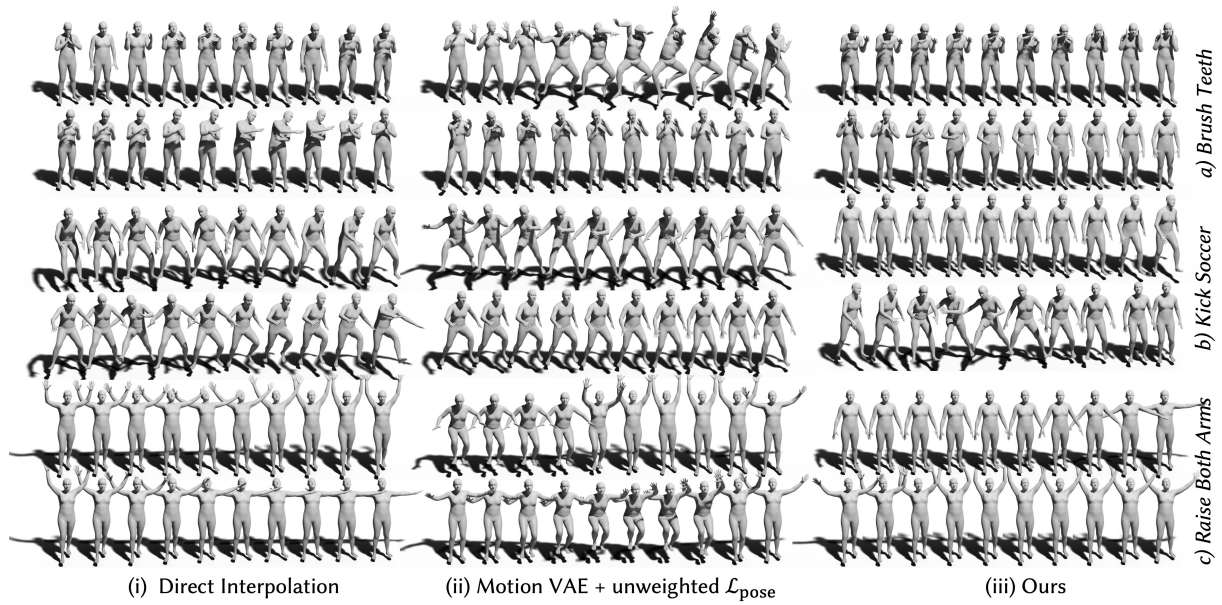 a) Brush Teeth
b) Kick Soccer
c) Raise Both Arms
(i) Direct Interpolation
(ii) Motion VAE + unweighted ℒpose
(iii) Ours